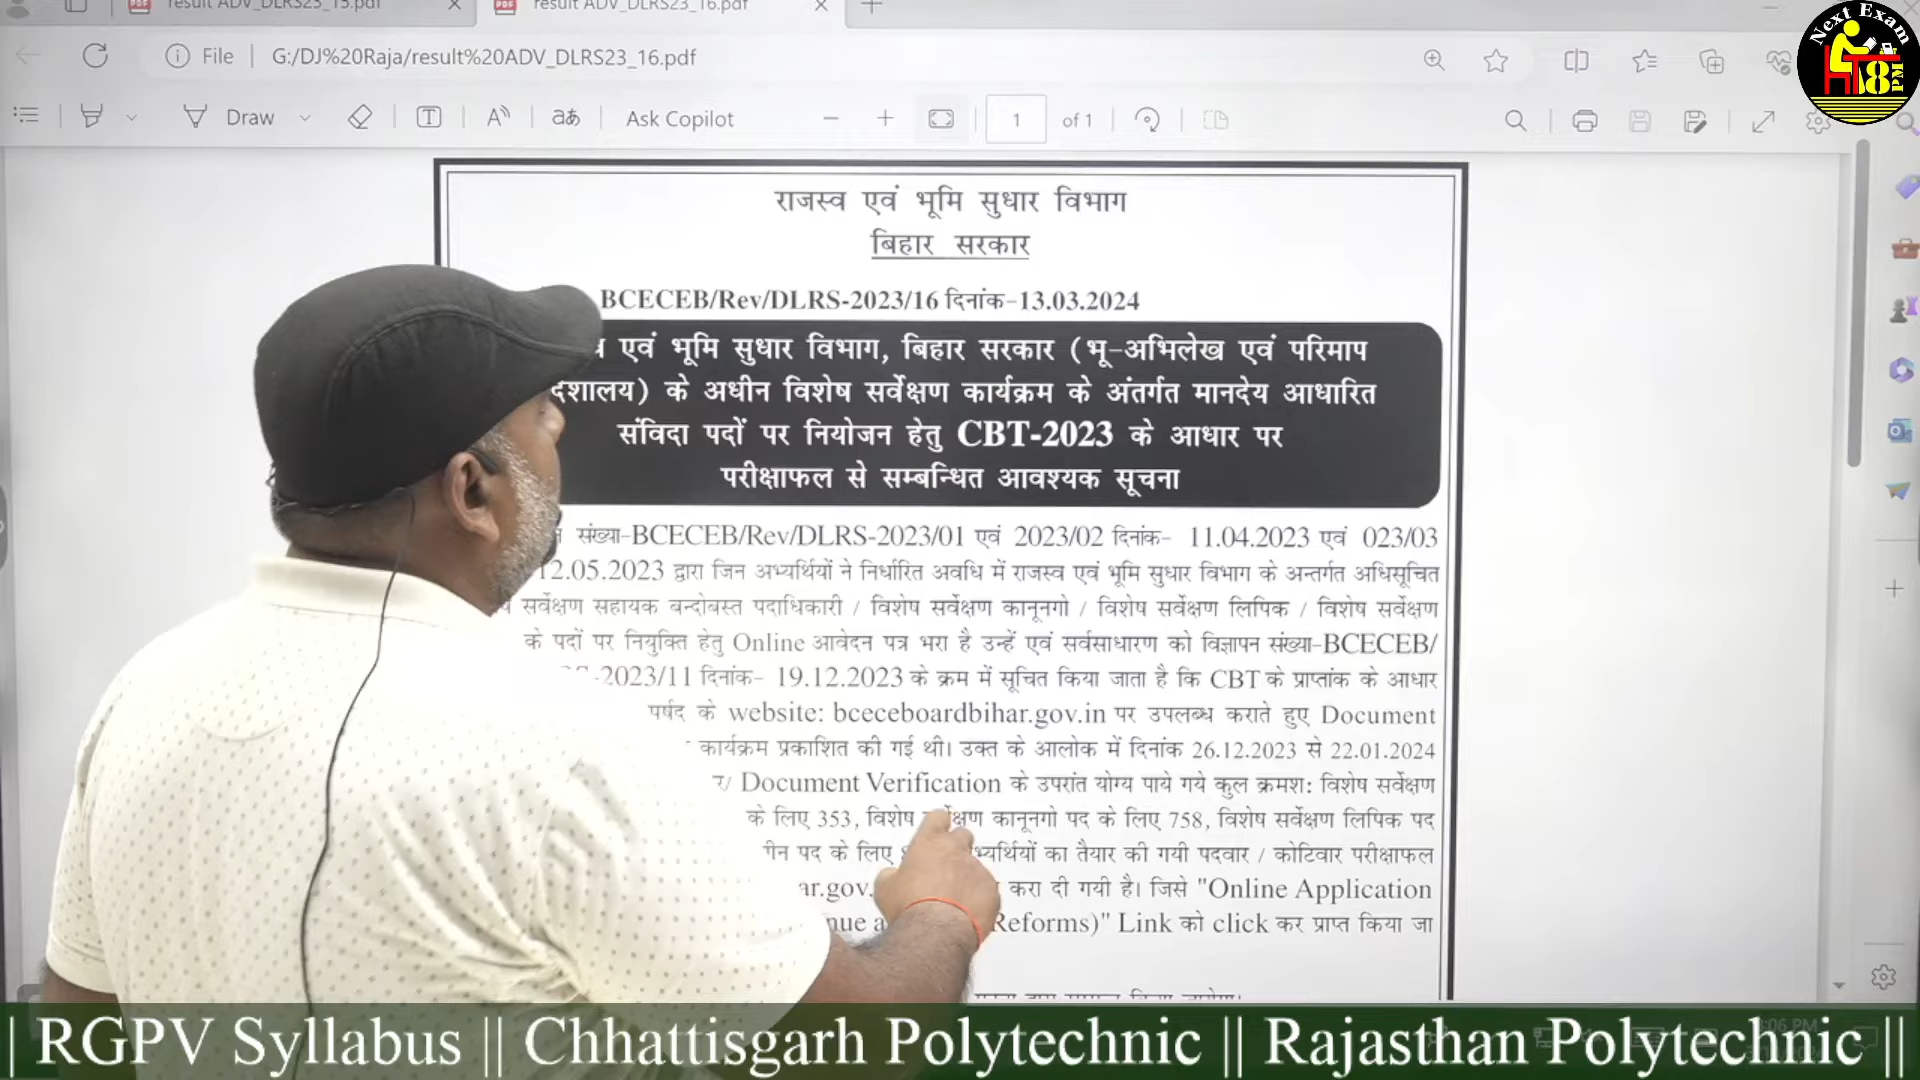 result ADV_DLRS23_15.pdf
result ADV_DLRS23_16.pdf
File
G:/DJ%20Raja/result%20ADV_DLRS23_16.pdf
Draw
Ask Copilot
1 of 1
Next Exam
राजस्व एवं भूमि सुधार विभाग
बिहार सरकार
BCECEB/Rev/DLRS-2023/16 दिनांक-13.03.2024
एवं भूमि सुधार विभाग, बिहार सरकार (भू-अभिलेख एवं परिमाप
के अधीन विशेष सर्वेक्षण कार्यक्रम के अंतर्गत मानदेय आधारित
संविदा पदों पर नियोजन हेतु CBT-2023 के आधार पर
परीक्षाफल से सम्बन्धित आवश्यक सूचना
संख्या-BCECEB/Rev/DLRS-2023/01 एवं 2023/02 दिनांक- 11.04.2023 एवं 023/03
12.05.2023 द्वारा जिन अभ्यर्थियों ने निर्धारित अवधि में राजस्व एवं भूमि सुधार विभाग के अन्तर्गत अधिसूचित
सर्वेक्षण सहायक बन्दोबस्त पदाधिकारी / विशेष सर्वेक्षण कानूनगो / विशेष सर्वेक्षण लिपिक / विशेष सर्वेक्षण
के पदों पर नियुक्ति हेतु Online आवेदन पत्र भरा है उन्हें एवं सर्वसाधारण को विज्ञापन संख्या-BCECEB/
-2023/11 दिनांक- 19.12.2023 के क्रम में सूचित किया जाता है कि CBT के प्राप्तांक के आधार
पर्षद के website: bceceboardbihar.gov.in पर उपलब्ध कराते हुए Document
कार्यक्रम प्रकाशित की गई थी। उक्त के आलोक में दिनांक 26.12.2023 से 22.01.2024
Document Verification के उपरांत योग्य पाये गये कुल क्रमश: विशेष सर्वेक्षण
के लिए 353, विशेष कानूनगो पद के लिए 758, विशेष सर्वेक्षण लिपिक पद
पद के लिए का तैयार की गयी पदवार / कोटिवार परीक्षाफल
ar.gov. करा दी गयी है। जिसे "Online Application
Reforms)" Link को click कर प्राप्त किया जा
| RGPV Syllabus || Chhattisgarh Polytechnic || Rajasthan Polytechnic ||